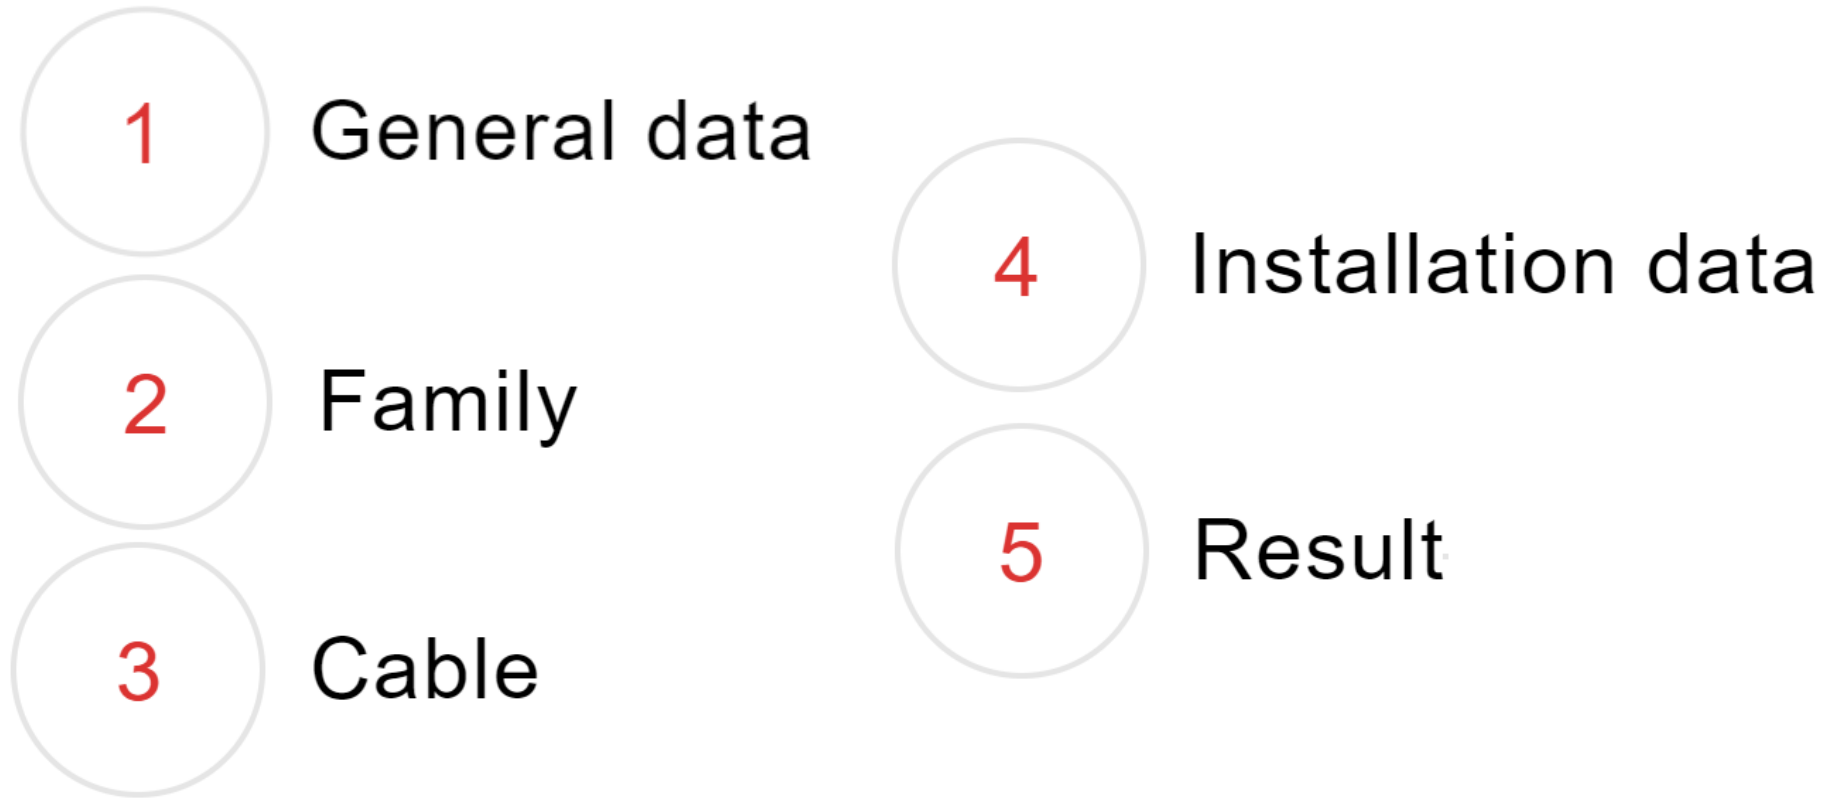 1 General data
2 Family
3 Cable
4 Installation data
5 Result